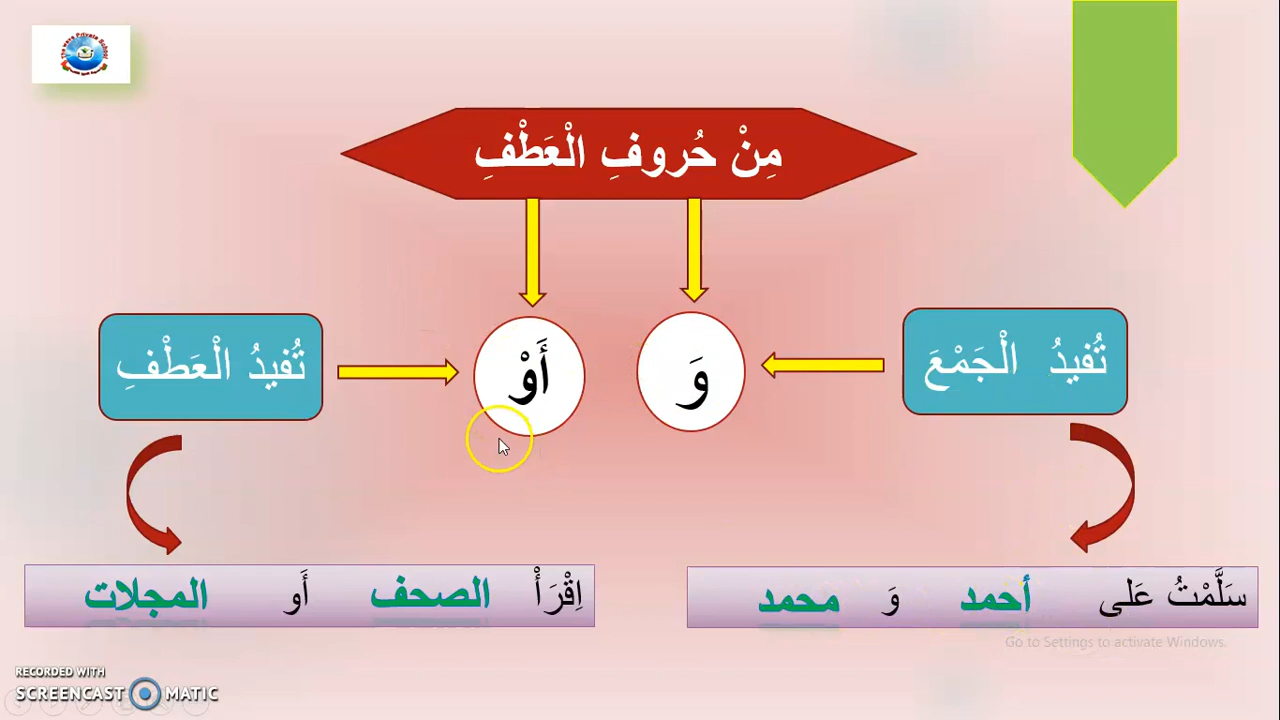 مِنْ حُروفِ الْعَطْفِ
تُفيدُ الْجَمْعَ
وَ
أَوْ
تُفيدُ الْعَطْفِ
سَلَّمْتُ عَلى أحمد وَ محمد
اِقْرَأْ الصحف أَو المجلات
Go to Settings to activate Windows.
RECORDED WITH
SCREENCAST MATIC